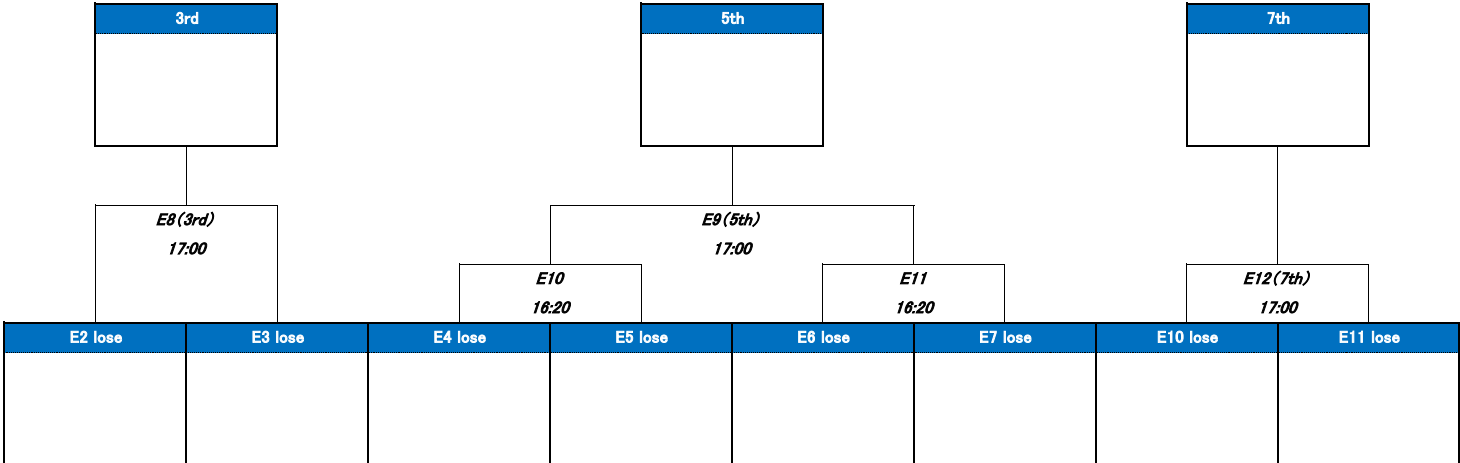 3rd
5th
7th
E8(3rd)
17:00
E9(5th)
17:00
E10
16:20
E11
16:20
E12(7th)
17:00
E2 lose
E3 lose
E4 lose
E5 lose
E6 lose
E7 lose
E10 lose
E11 lose